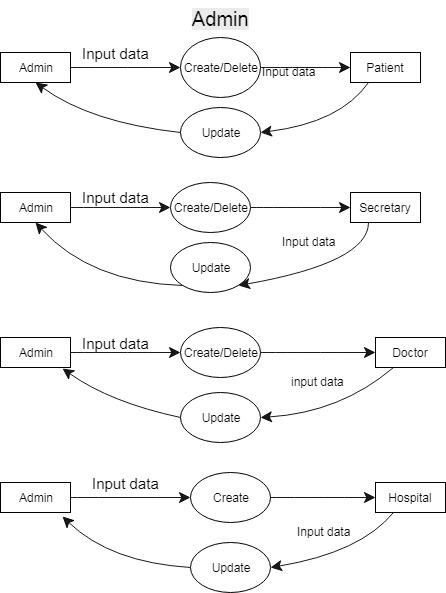 Admin
Input data
Admin
Create/Delete
Input data
Patient
Update
Input data
Admin
Create/Delete
Secretary
Input data
Update
Input data
Admin
Create/Delete
Doctor
input data
Update
Input data
Admin
Create
Hospital
Input data
Update